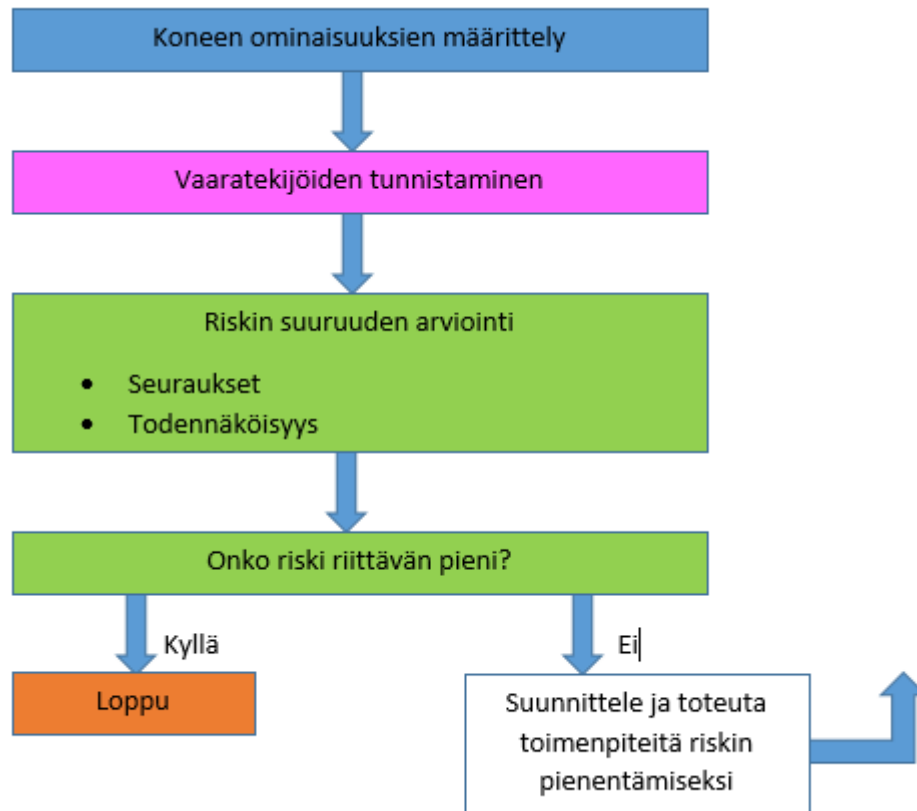 Koneen ominaisuuksien määrittely
Vaaratekijöiden tunnistaminen
Riskin suuruuden arviointi
• Seuraukset
• Todennäköisyys
Onko riski riittävän pieni?
Kyllä
Ei
Loppu
Suunnittele ja toteuta
toimenpiteitä riskin
pienentämiseksi